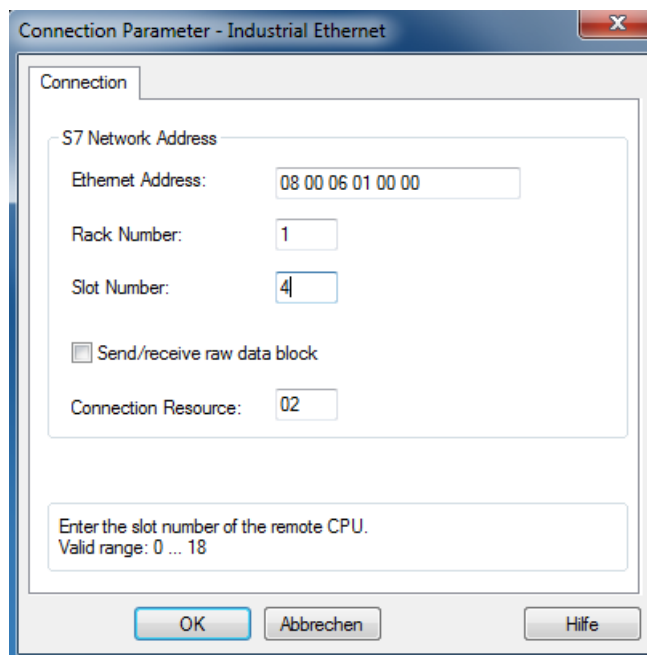 Connection Parameter - Industrial Ethernet
Connection
S7 Network Address
Ethernet Address: 08 00 06 01 00 00
Rack Number: 1
Slot Number: 4
Send/receive raw data block
Connection Resource: 02
Enter the slot number of the remote CPU.
Valid range: 0 ... 18
OK Abbrechen Hilfe